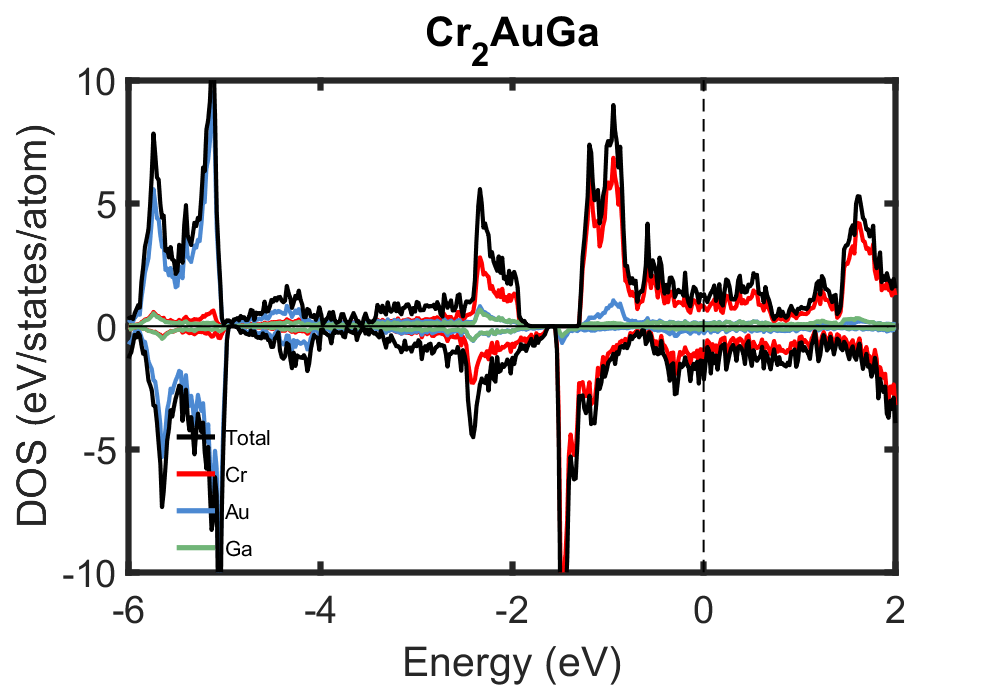 Cr2AuGa
DOS (eV/states/atom)
10
5
0
-5
-10
Total
Cr
Au
Ga
-6 -4 -2 0 2
Energy (eV)